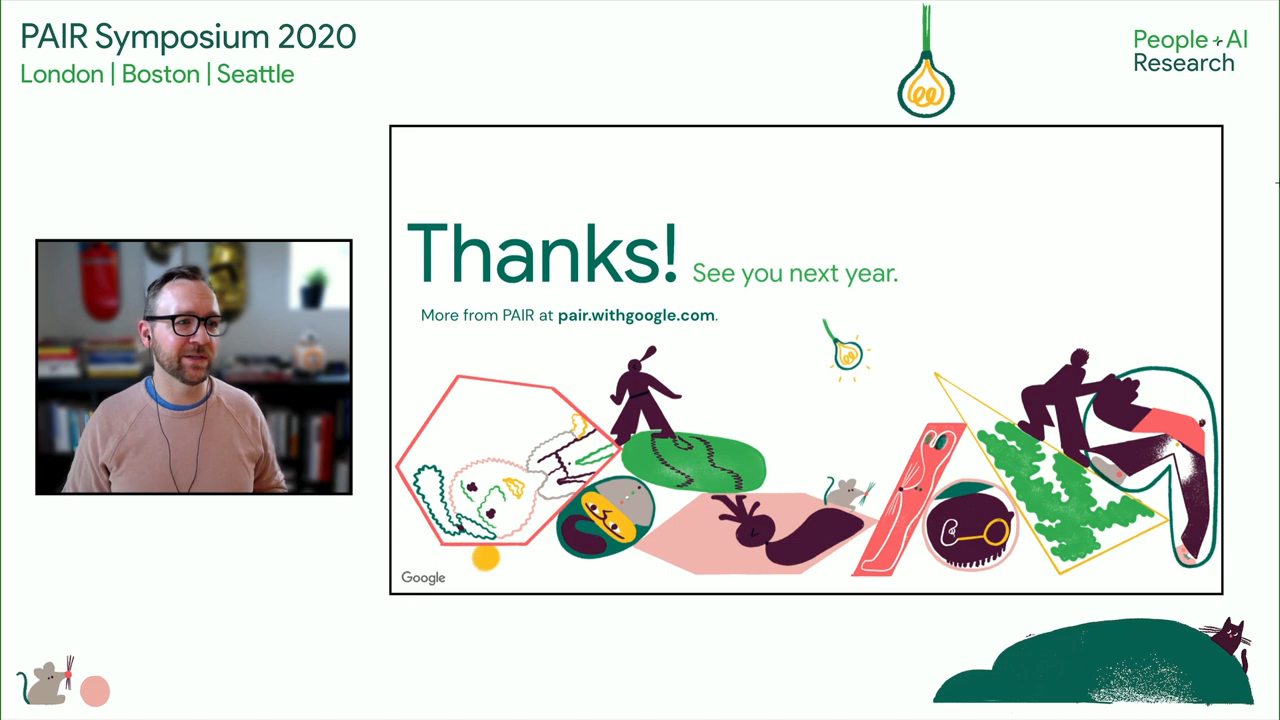 PAIR Symposium 2020
London | Boston | Seattle
People + AI
Research
Thanks! See you next year.
More from PAIR at pair.withgoogle.com.
Google